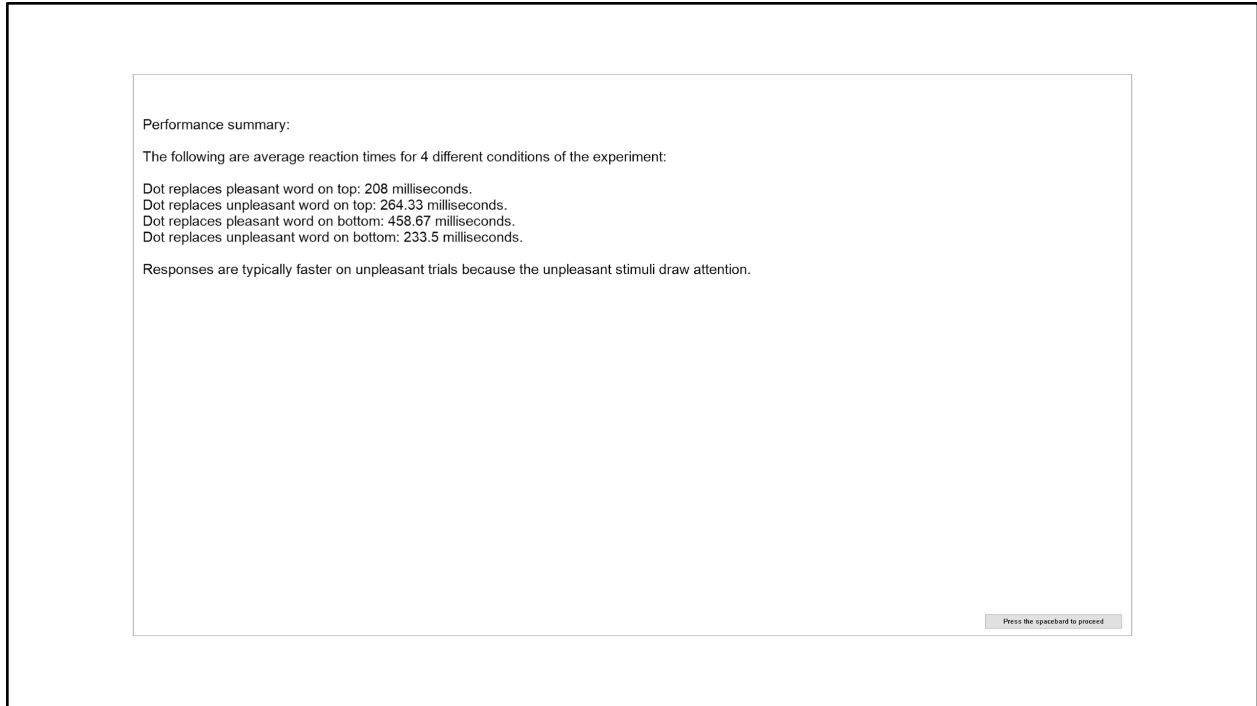 Performance summary:
The following are average reaction times for 4 different conditions of the experiment:
Dot replaces pleasant word on top: 208 milliseconds.
Dot replaces unpleasant word on top: 264.33 milliseconds.
Dot replaces pleasant word on bottom: 458.67 milliseconds.
Dot replaces unpleasant word on bottom: 233.5 milliseconds.
Responses are typically faster on unpleasant trials because the unpleasant stimuli draw attention.
Press the spacebard to proceed